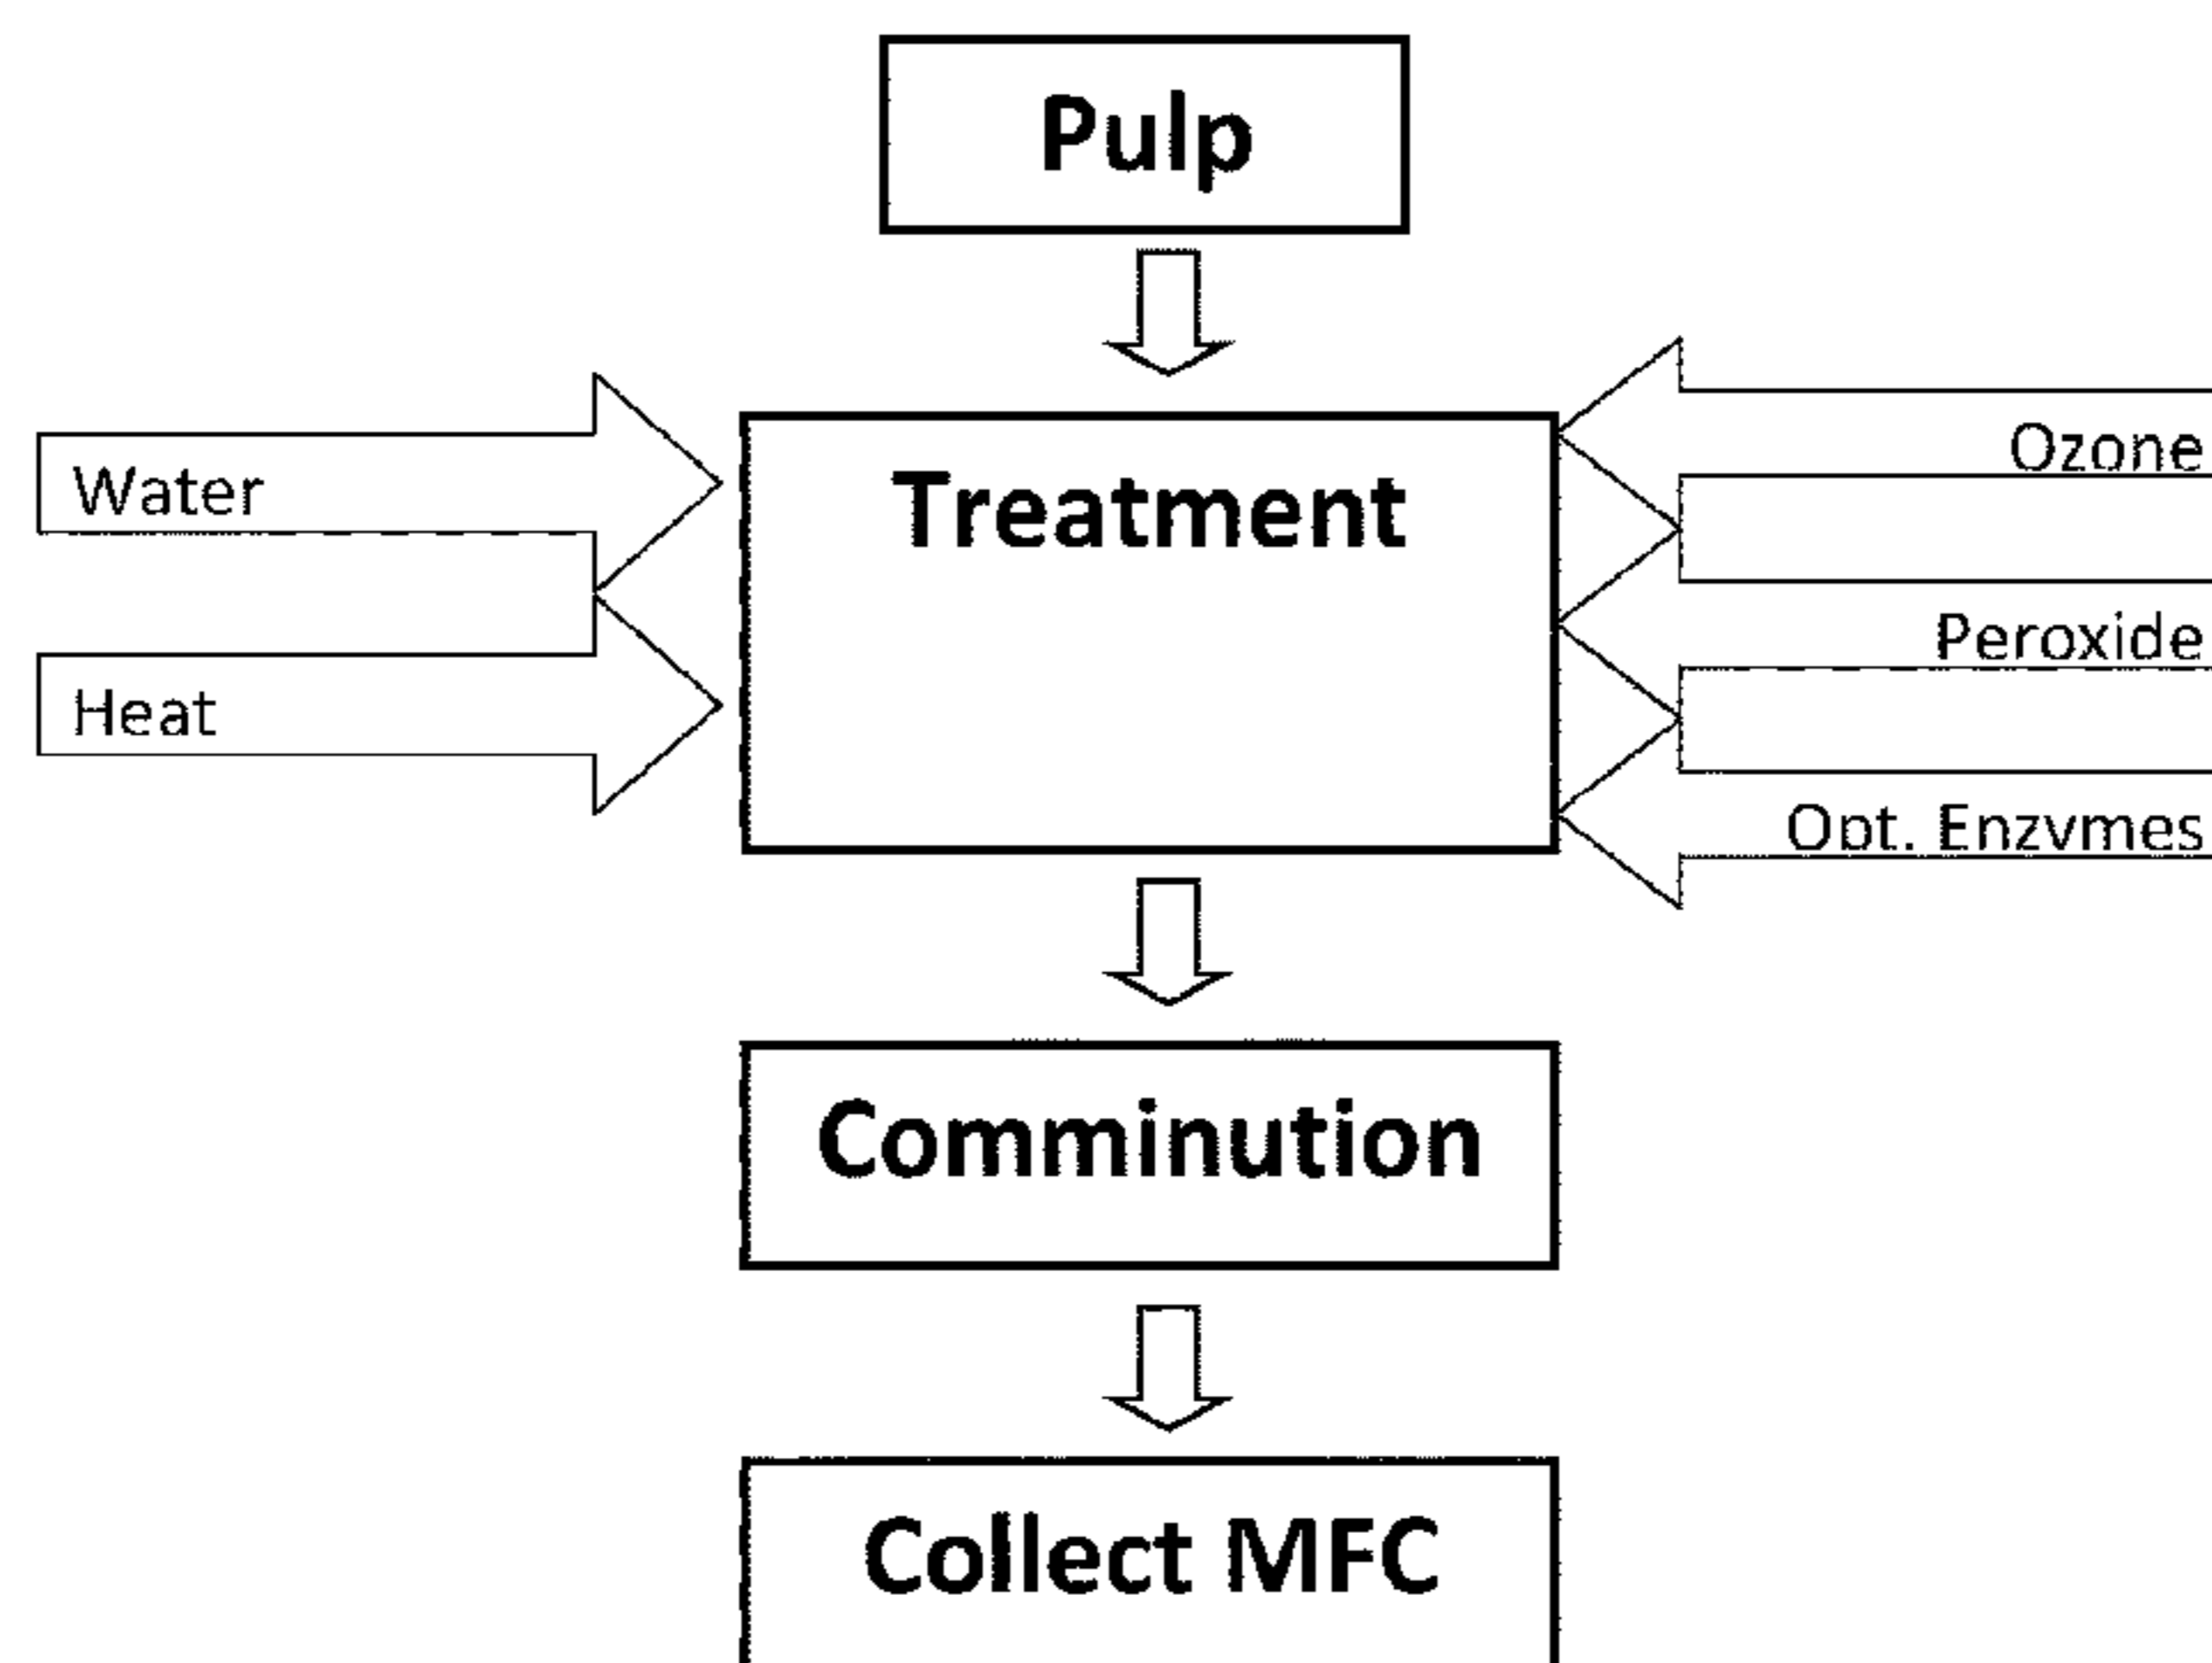 Pulp
Water
Heat
Treatment
Ozone
Peroxide
Opt. Enzymes
Comminution
Collect MFC